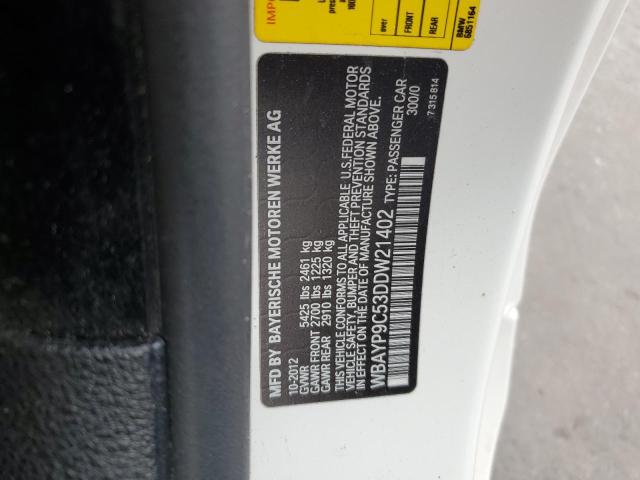 MFD BY BAYERISCHE MOTOREN WERKE AG
10-2012
GVWR 5425 lbs 2461 kg
GAWR FRONT 2700 lbs 1225 kg
GAWR REAR 2910 lbs 1320 kg
THIS VEHICLE CONFORMS TO ALL APPLICABLE U.S.FEDERAL MOTOR
VEHICLE SAFETY, BUMPER AND THEFT PREVENTION STANDARDS
IN EFFECT ON THE DATE OF MANUFACTURE SHOWN ABOVE.
WBAYP9C53DDW21402 TYPE: PASSENGER CAR
300/0
7 315 814
over
FRONT
REAR
BMW
6851164